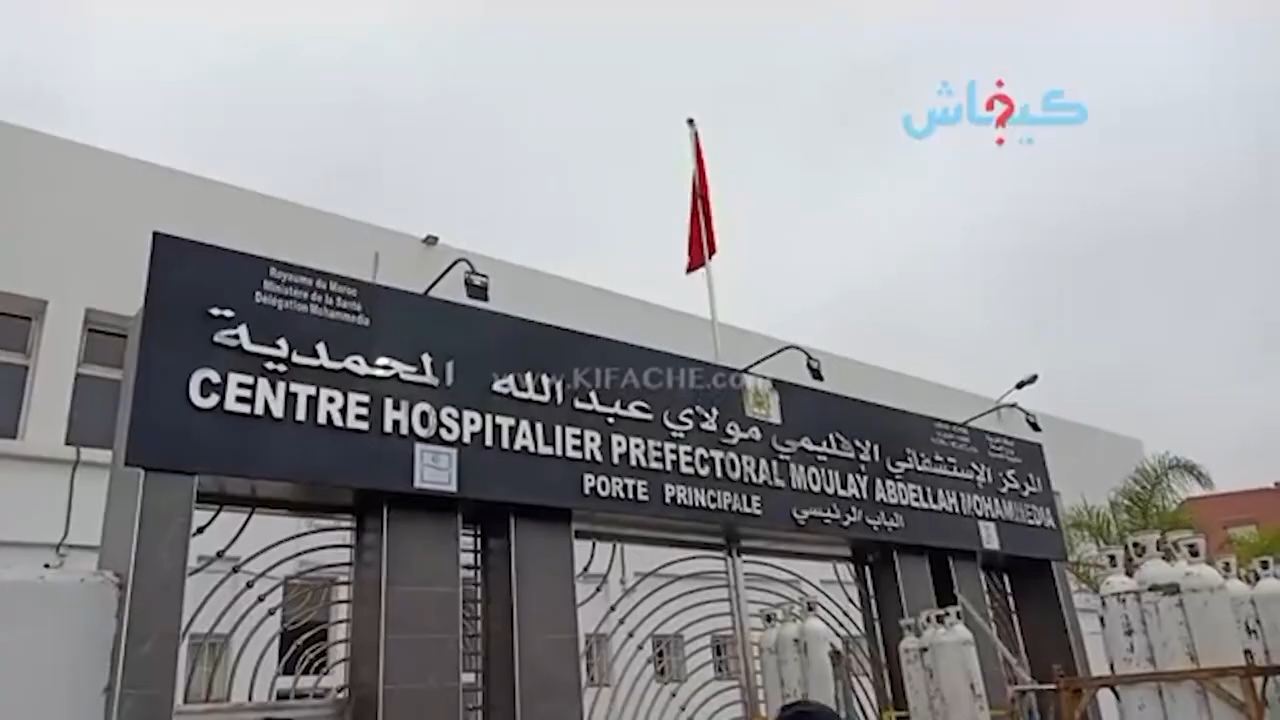 كيفاش
Royaume du Maroc
Ministère de la Santé
Délégation Mohammedia
المركز الإستشفائي الإقليمي مولاي عبد الله المحمدية
www.KIFACHE.com
CENTRE HOSPITALIER PREFECTORAL MOULAY ABDELLAH MOHAMMEDIA
PORTE PRINCIPALE الباب الرئيسي